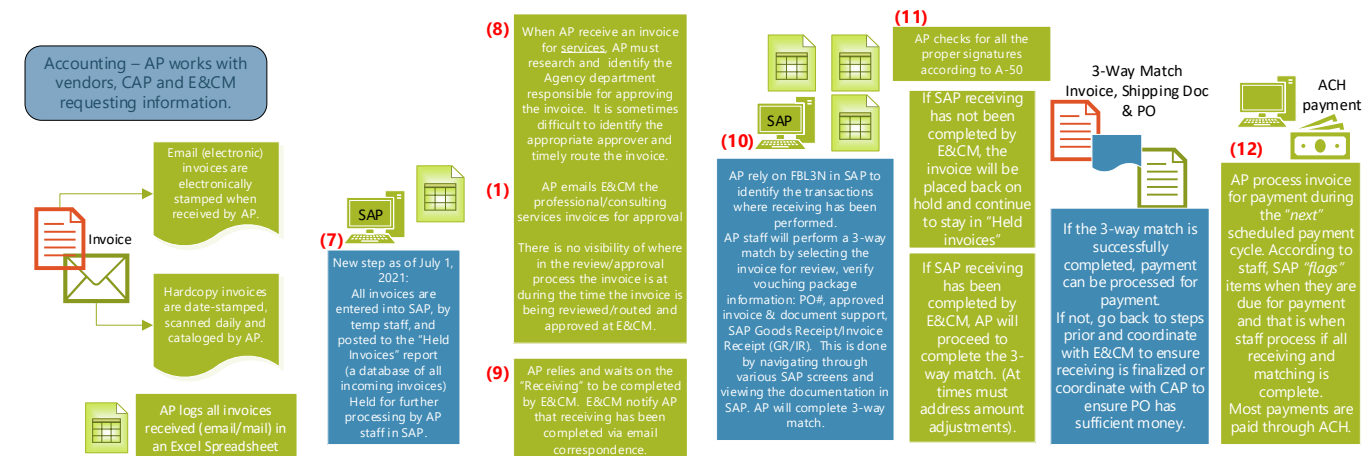 Accounting – AP works with
vendors, CAP and E&CM
requesting information.
Email (electronic)
invoices are
electronically
stamped when
received by AP.
Invoice
Hardcopy invoices
are date-stamped,
scanned daily and
cataloged by AP.
AP logs all invoices
received (email/mail) in
an Excel Spreadsheet
SAP
(7)
New step as of July 1,
2021:
All invoices are
entered into SAP, by
temp staff, and
posted to the “Held
Invoices” report
(a database of all
incoming invoices)
Held for further
processing by AP
staff in SAP.
(8)
When AP receive an invoice
for services, AP must
research and identify the
Agency department
responsible for approving
the invoice. It is sometimes
difficult to identify the
appropriate approver and
timely route the invoice.
(1)
AP emails E&CM the
professional/consulting
services invoices for approval
There is no visibility of where
in the review/approval
process the invoice is at
during the time the invoice is
being reviewed/routed and
approved at E&CM.
(9)
AP relies and waits on the
“Receiving” to be completed
by E&CM. E&CM notify AP
that receiving has been
completed via email
correspondence.
SAP
(10)
AP rely on FBL3N in SAP to
identify the transactions
where receiving has been
performed.
AP staff will perform a 3-way
match by selecting the
invoice for review, verify
vouching package
information: PO#, approved
invoice & document support,
SAP Goods Receipt/Invoice
Receipt (GR/IR). This is done
by navigating through
various SAP screens and
viewing the documentation in
SAP. AP will complete 3-way
match.
(11)
AP checks for all the
proper signatures
according to A-50
If SAP receiving
has not been
completed by
E&CM, the
invoice will be
placed back on
hold and continue
to stay in “Held
invoices”
If SAP receiving
has been
completed by
E&CM, AP will
proceed to
complete the 3-
way match. (At
times must
address amount
adjustments).
3-Way Match
Invoice, Shipping Doc
& PO
If the 3-way match is
successfully
completed, payment
can be processed for
payment.
If not, go back to steps
prior and coordinate
with E&CM to ensure
receiving is finalized or
coordinate with CAP to
ensure PO has
sufficient money.
ACH
payment
(12)
AP process invoice
for payment during
the “next”
scheduled payment
cycle. According to
staff, SAP “flags”
items when they are
due for payment
and that is when
staff process if all
receiving and
matching is
complete.
Most payments are
paid through ACH.